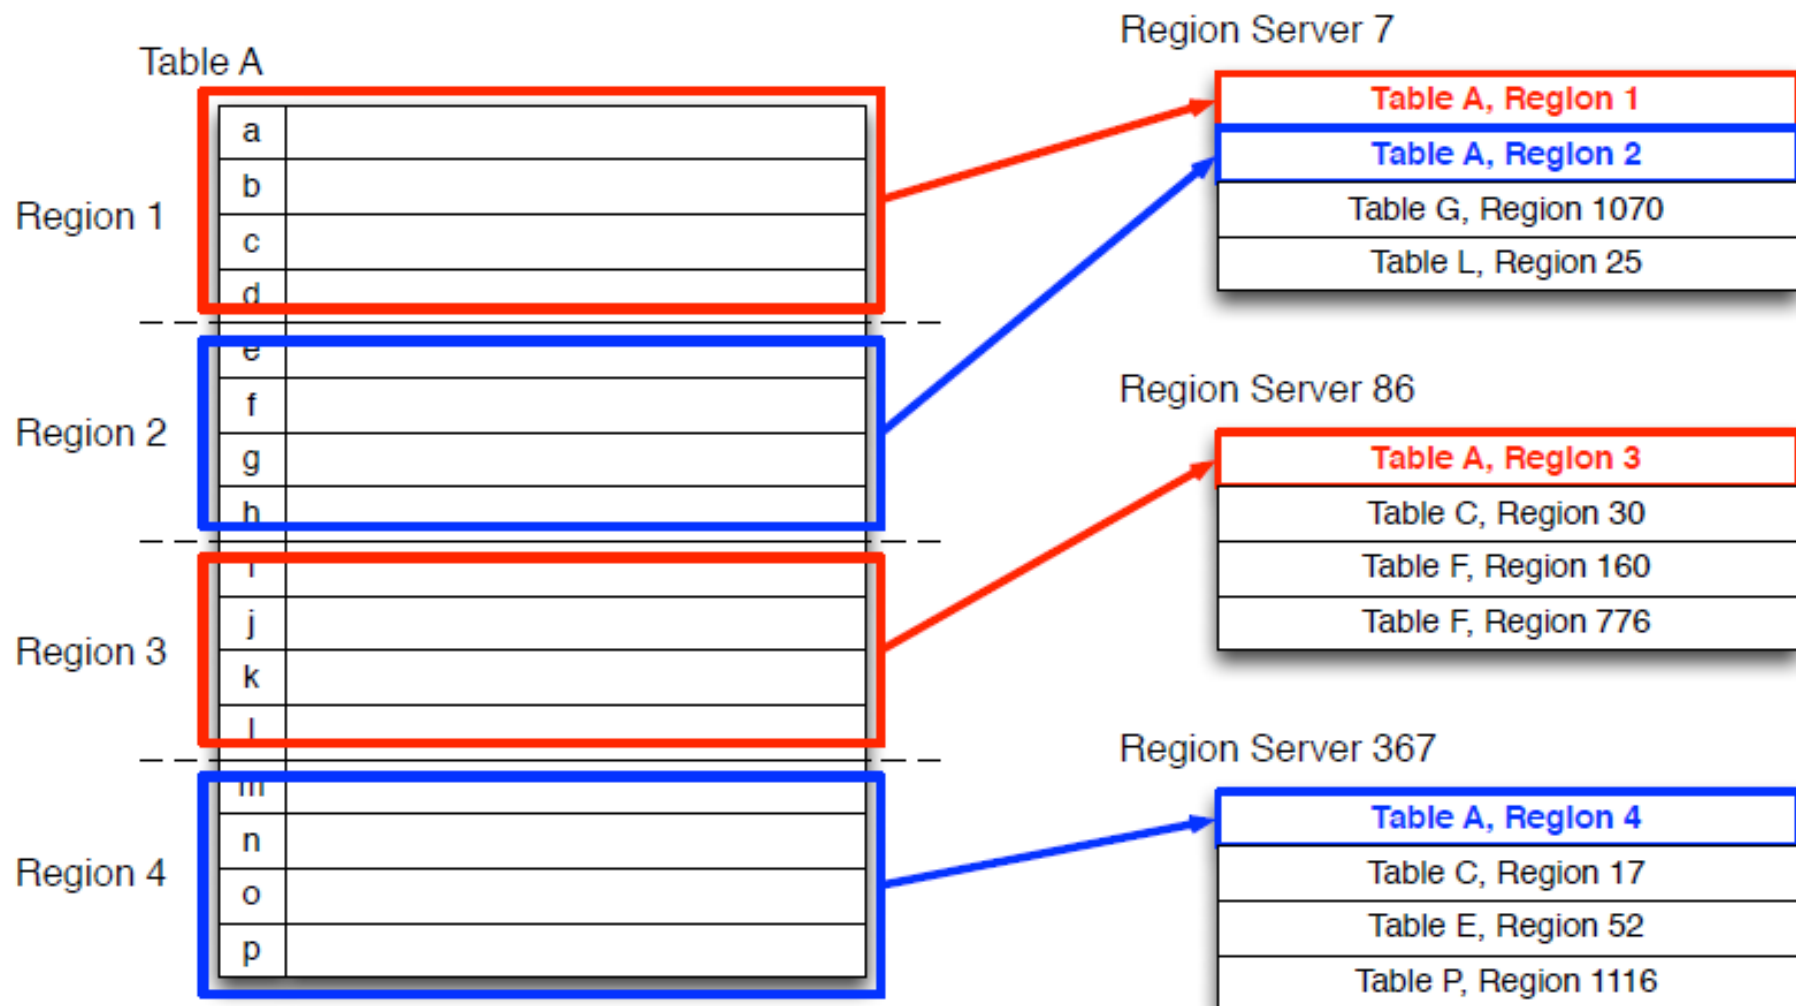 Table A
Region 1
a
b
c
d
Region 2
e
f
g
h
Region 3
i
j
k
l
Region 4
m
n
o
p
Region Server 7
Table A, Region 1
Table A, Region 2
Table G, Region 1070
Table L, Region 25
Region Server 86
Table A, Region 3
Table C, Region 30
Table F, Region 160
Table F, Region 776
Region Server 367
Table A, Region 4
Table C, Region 17
Table E, Region 52
Table P, Region 1116